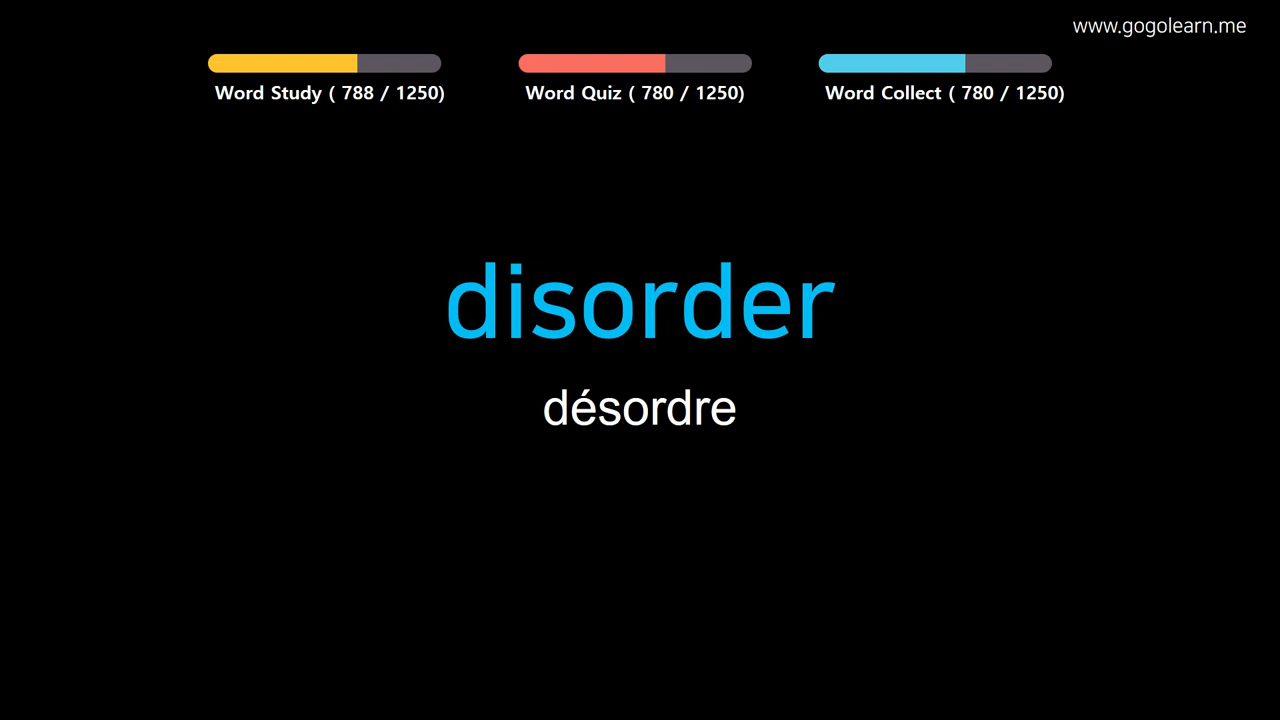 www.gogolearn.me
Word Study ( 788 / 1250)
Word Quiz ( 780 / 1250)
Word Collect ( 780 / 1250)
disorder
désordre